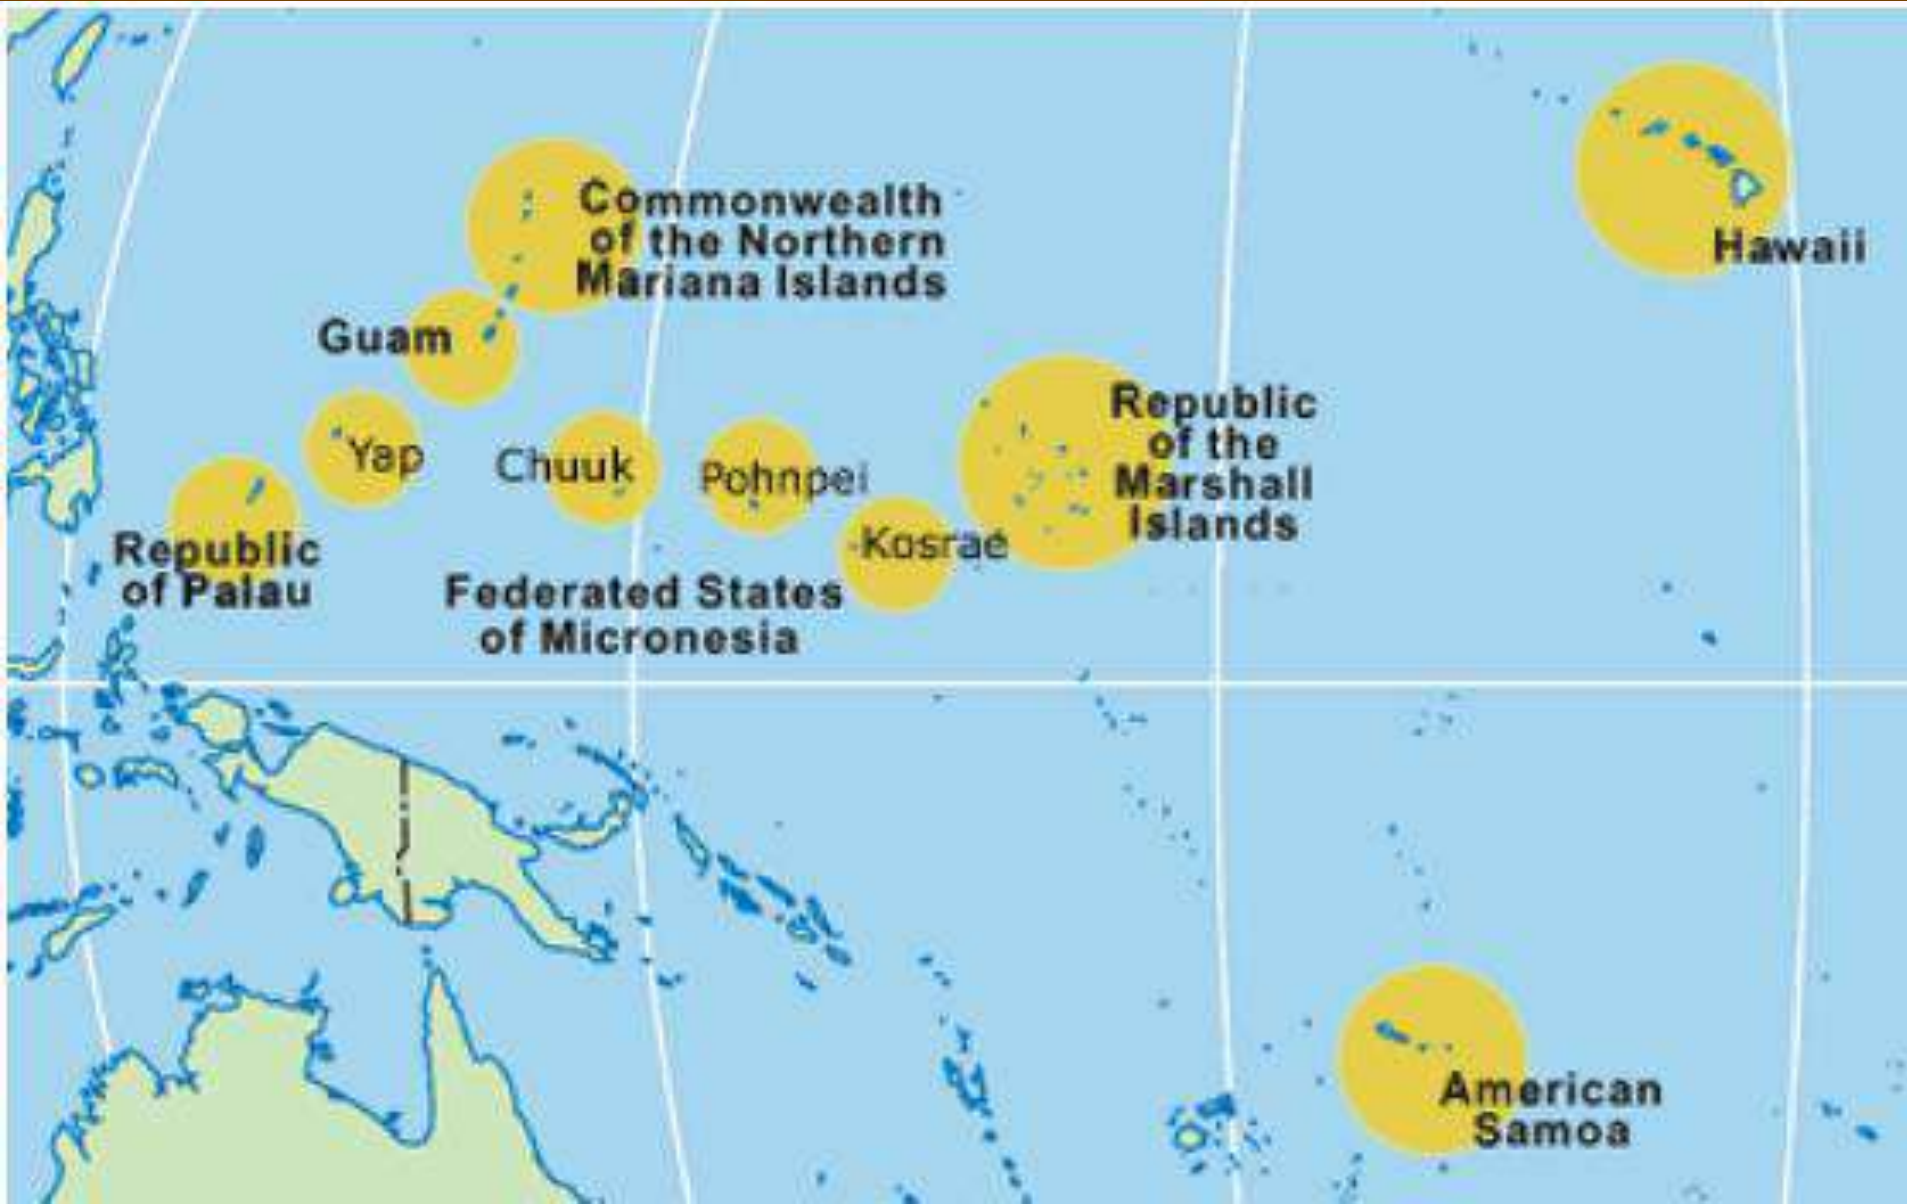 Commonwealth
of the Northern
Mariana Islands
Hawaii
Guam
Republic
of the
Marshall
Islands
Yap
Chuuk
Pohnpei
Kosrae
Republic
of Palau
Federated States
of Micronesia
American
Samoa